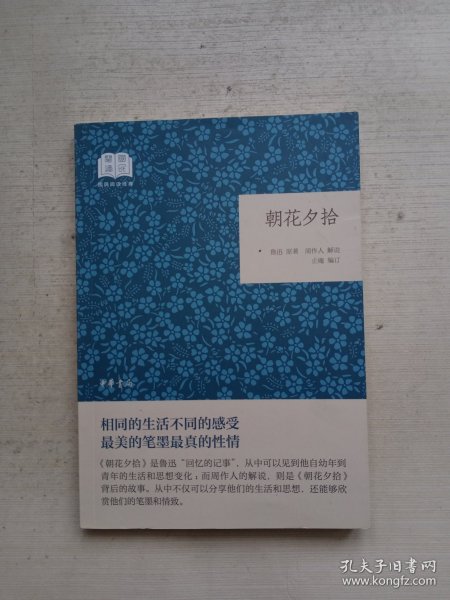 国民阅读经典
朝花夕拾
鲁迅 原著 周作人 解说
止庵 编订
中华书局
相同的生活不同的感受
最美的笔墨最真的性情
《朝花夕拾》是鲁迅“回忆的记事”，从中可以见到他自幼年到
青年的生活和思想变化；而周作人的解说，则是《朝花夕拾》
背后的故事。从中不仅可以分享他们的生活和思想，还能够欣
赏他们的笔墨和情致。
孔夫子旧书网
www.kongfz.com